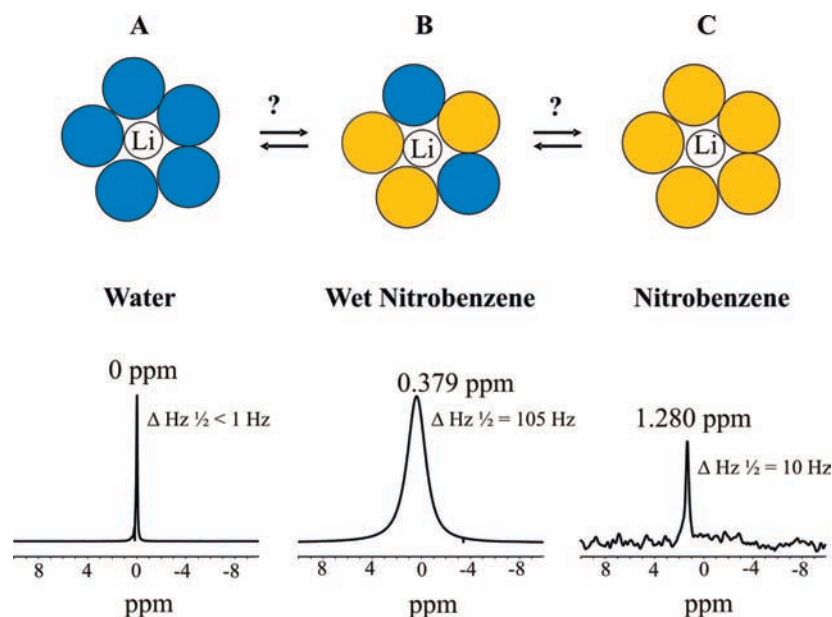 A B C
? ?
Li Li Li
Water Wet Nitrobenzene Nitrobenzene
0 ppm 0.379 ppm 1.280 ppm
Δ Hz ½ < 1 Hz Δ Hz ½ = 105 Hz Δ Hz ½ = 10 Hz
8 4 0 -4 -8 8 4 0 -4 -8 8 4 0 -4 -8
ppm ppm ppm